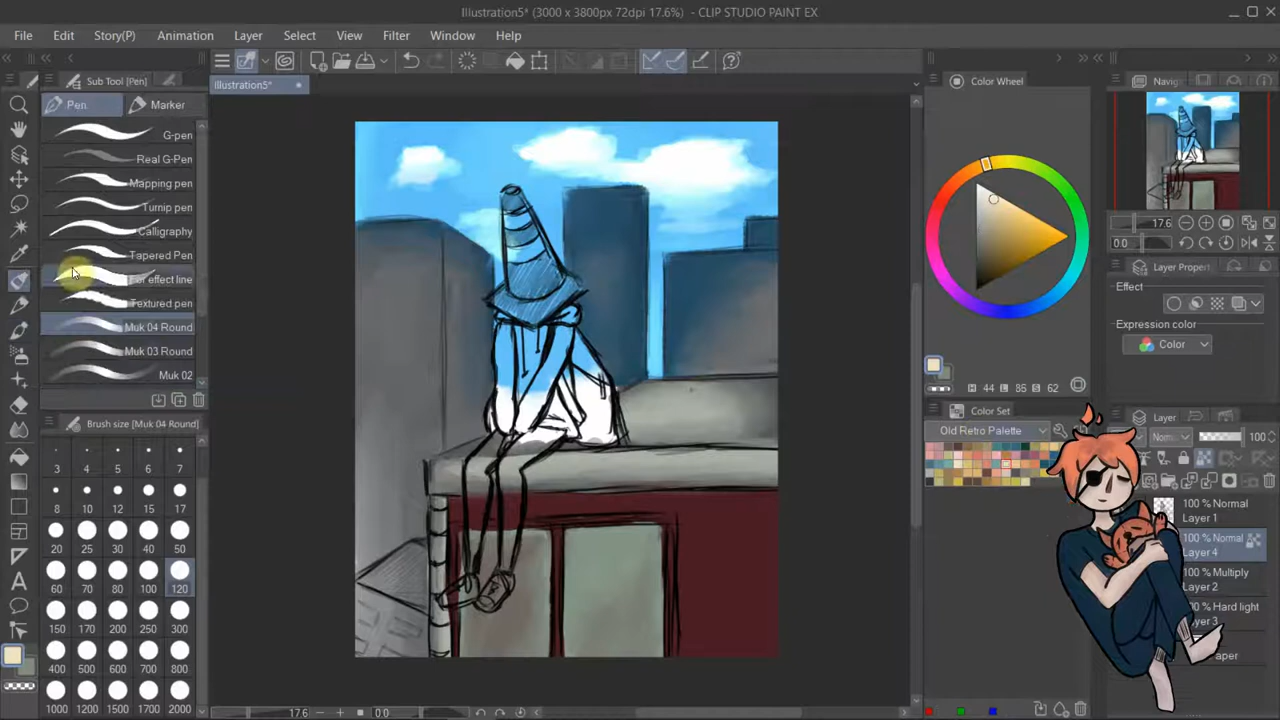 Illustration5* (3000 x 3800px 72dpi 17.6%) - CLIP STUDIO PAINT EX
File Edit Story(P) Animation Layer Select View Filter Window Help
Sub Tool [Pen]
Illustration5*
Color Wheel
Pen Marker
G-pen
Real G-Pen
Mapping pen
Turnip pen
Calligraphy
Tapered Pen
effect line
Textured pen
Muk 04 Round
Muk 03 Round
Muk 02
Brush size [Muk 04 Round]
3 4 5 6 7
8 10 12 15 17
20 25 30 40 50
60 70 80 100 120
150 170 200 250 300
400 500 600 700 800
1000 1200 1500 1700 2000
17.6 0.0
H 44 L 85 S 62
Color Set
Old Retro Palette
Navig
17.6
0.0
Layer Propert
Effect
Expression color
Color
Layer
Norm 100
100 % Normal
Layer 1
100 % Normal
Layer 4
100 % Multiply
Layer 2
100 % Hard light
3
aper